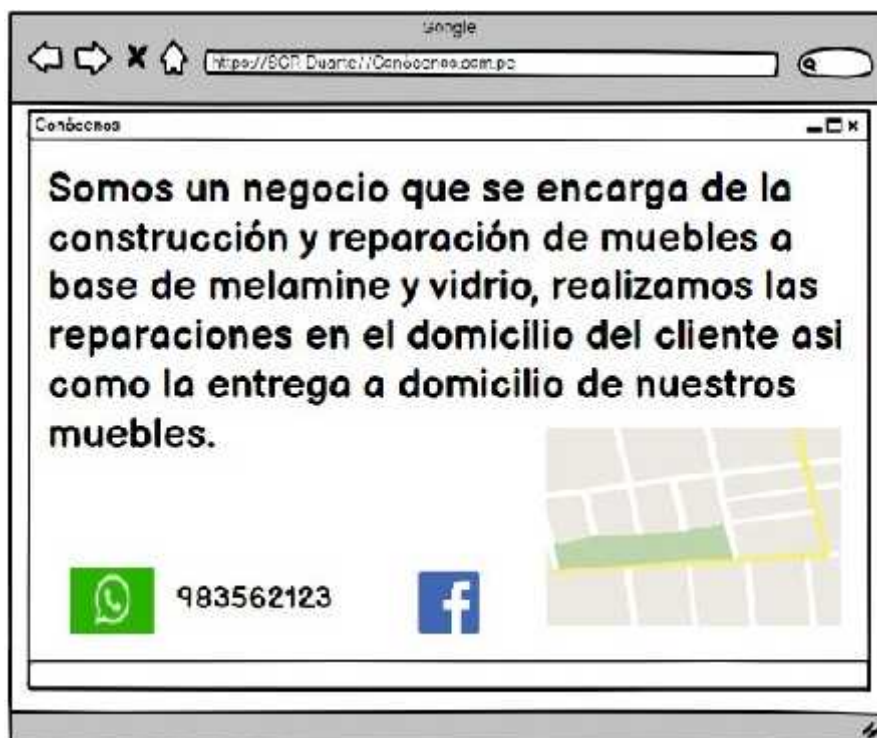 Google
Conócenos
Somos un negocio que se encarga de la
construcción y reparación de muebles a
base de melamine y vidrio, realizamos las
reparaciones en el domicilio del cliente asi
como la entrega a domicilio de nuestros
muebles.
983562123